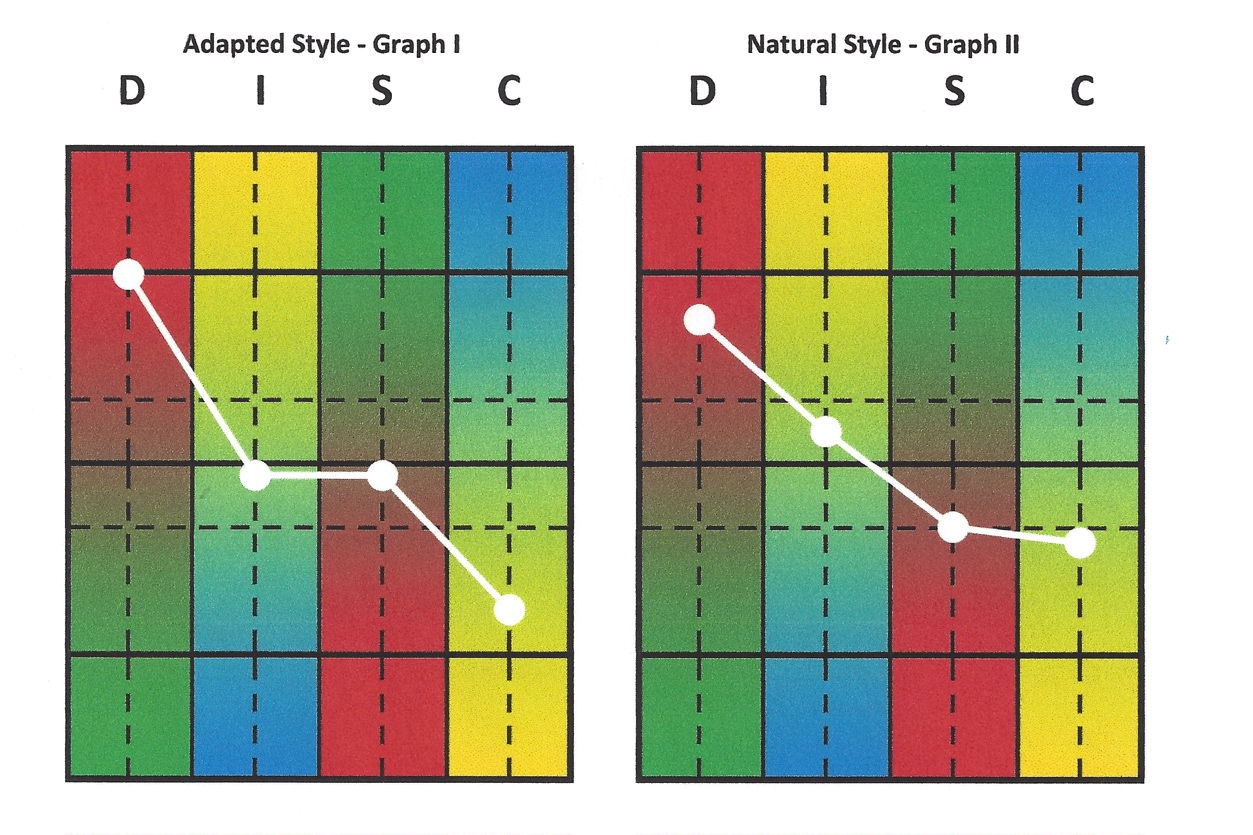 Adapted Style - Graph I
D I S C
Natural Style - Graph II
D I S C